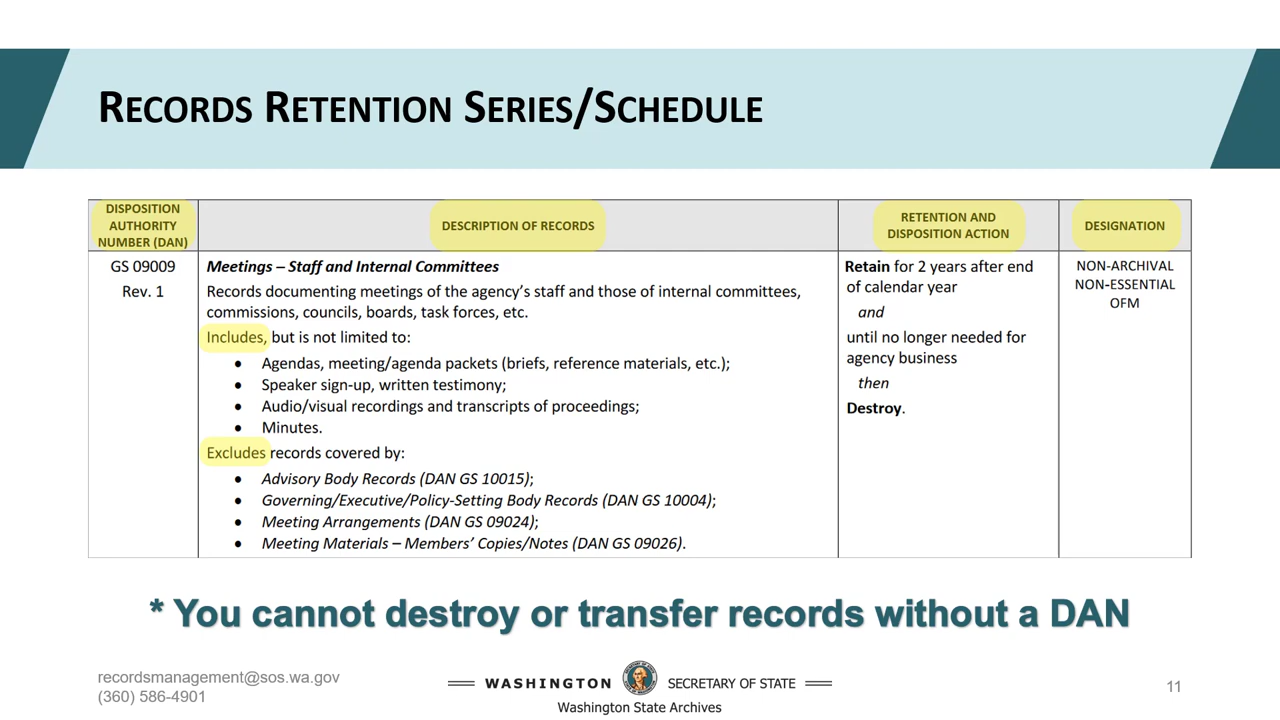 RECORDS RETENTION SERIES/SCHEDULE
DISPOSITION
AUTHORITY
NUMBER (DAN)
DESCRIPTION OF RECORDS
RETENTION AND
DISPOSITION ACTION
DESIGNATION
GS 09009
Rev. 1
Meetings – Staff and Internal Committees
Records documenting meetings of the agency's staff and those of internal committees,
commissions, councils, boards, task forces, etc.
Includes, but is not limited to:
• Agendas, meeting/agenda packets (briefs, reference materials, etc.);
• Speaker sign-up, written testimony;
• Audio/visual recordings and transcripts of proceedings;
• Minutes.
Excludes records covered by:
• Advisory Body Records (DAN GS 10015);
• Governing/Executive/Policy-Setting Body Records (DAN GS 10004);
• Meeting Arrangements (DAN GS 09024);
• Meeting Materials – Members' Copies/Notes (DAN GS 09026).
Retain for 2 years after end
of calendar year
and
until no longer needed for
agency business
then
Destroy.
NON-ARCHIVAL
NON-ESSENTIAL
OFM
* You cannot destroy or transfer records without a DAN
recordsmanagement@sos.wa.gov
(360) 586-4901
WASHINGTON SECRETARY OF STATE
Washington State Archives
11